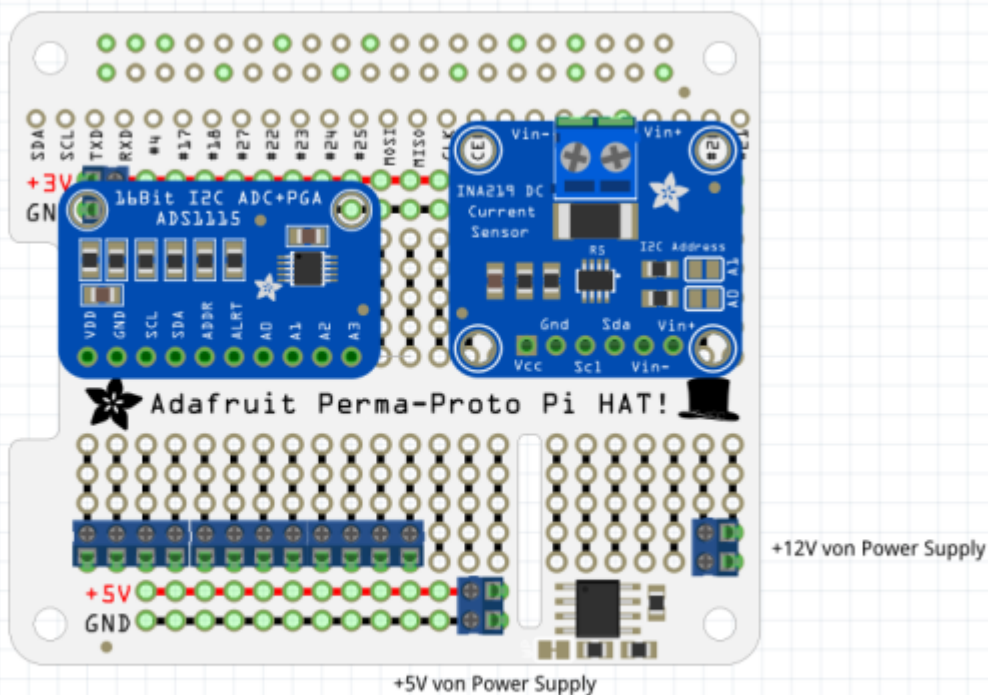 SDA SCL TXD RXD #4 #17 #18 #27 #22 #23 #24 #25 MOSI MISO
+3V
GN
16Bit I2C ADC+PGA
ADS1115
VDD GND SCL SDA ADDR ALRT A0 A1 A2 A3
Vin- Vin+
CE
INA219 DC
Current
Sensor
R5
I2C Address
A1
A0
Gnd Sda Vin+
Vcc Scl Vin-
Adafruit Perma-Proto Pi HAT!
+12V von Power Supply
+5V
GND
+5V von Power Supply